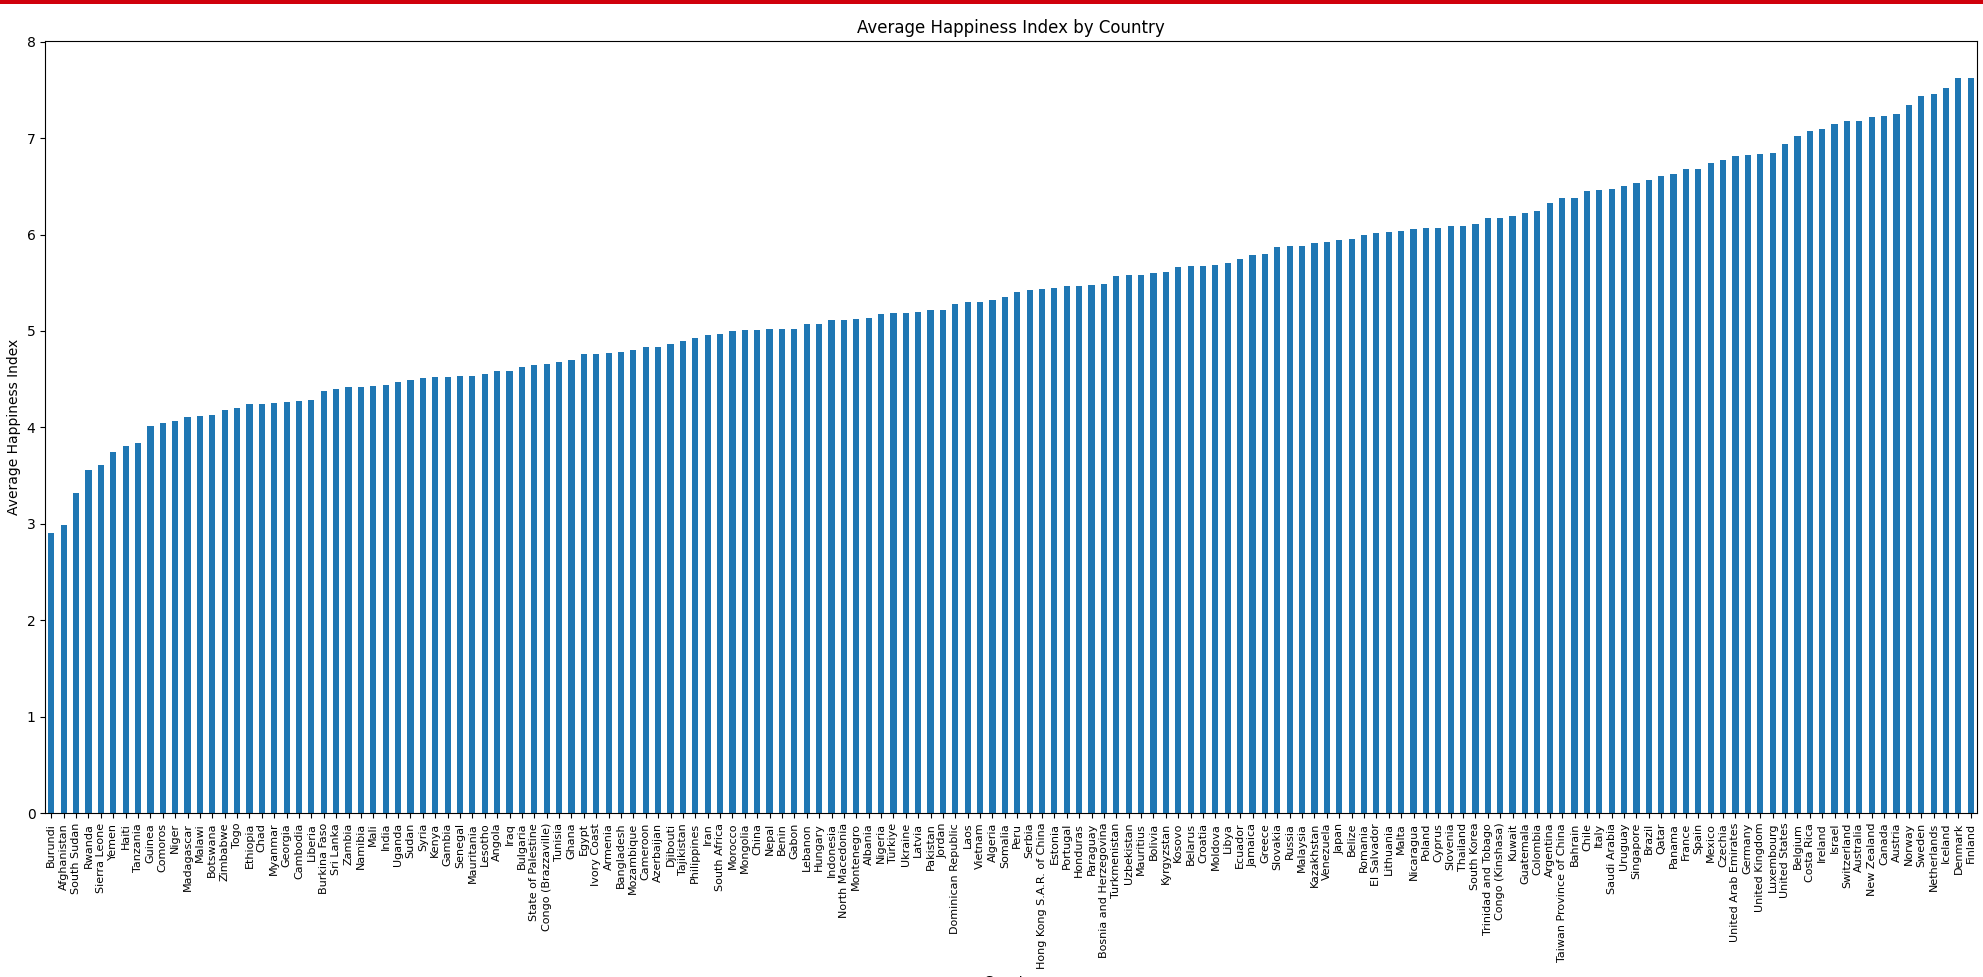 Average Happiness Index by Country
8
7
6
5
4
3
2
1
0
Average Happiness Index
Burundi
Afghanistan
South Sudan
Rwanda
Sierra Leone
Yemen
Haiti
Tanzania
Guinea
Comoros
Niger
Madagascar
Malawi
Botswana
Zimbabwe
Togo
Ethiopia
Chad
Myanmar
Georgia
Cambodia
Liberia
Burkina Faso
Sri Lanka
Zambia
Namibia
Mali
India
Uganda
Sudan
Syria
Kenya
Gambia
Senegal
Mauritania
Lesotho
Angola
Iraq
Bulgaria
State of Palestine
Congo (Brazzaville)
Tunisia
Ghana
Egypt
Ivory Coast
Armenia
Bangladesh
Mozambique
Cameroon
Azerbaijan
Djibouti
Tajikistan
Philippines
Iran
South Africa
Morocco
Mongolia
China
Nepal
Benin
Gabon
Lebanon
Hungary
Indonesia
North Macedonia
Montenegro
Albania
Nigeria
Türkiye
Ukraine
Latvia
Pakistan
Jordan
Dominican Republic
Laos
Vietnam
Algeria
Somalia
Peru
Serbia
Hong Kong S.A.R. of China
Estonia
Portugal
Honduras
Paraguay
Bosnia and Herzegovina
Turkmenistan
Uzbekistan
Mauritius
Bolivia
Kyrgyzstan
Kosovo
Belarus
Croatia
Moldova
Libya
Ecuador
Jamaica
Greece
Slovakia
Russia
Malaysia
Kazakhstan
Venezuela
Japan
Belize
Romania
El Salvador
Lithuania
Malta
Nicaragua
Poland
Cyprus
Slovenia
Thailand
South Korea
Trinidad and Tobago
Congo (Kinshasa)
Kuwait
Guatemala
Colombia
Argentina
Taiwan Province of China
Bahrain
Chile
Italy
Saudi Arabia
Uruguay
Singapore
Brazil
Qatar
Panama
France
Spain
Mexico
Czechia
United Arab Emirates
Germany
United Kingdom
Luxembourg
United States
Belgium
Costa Rica
Ireland
Israel
Switzerland
Australia
New Zealand
Canada
Austria
Norway
Sweden
Netherlands
Iceland
Denmark
Finland